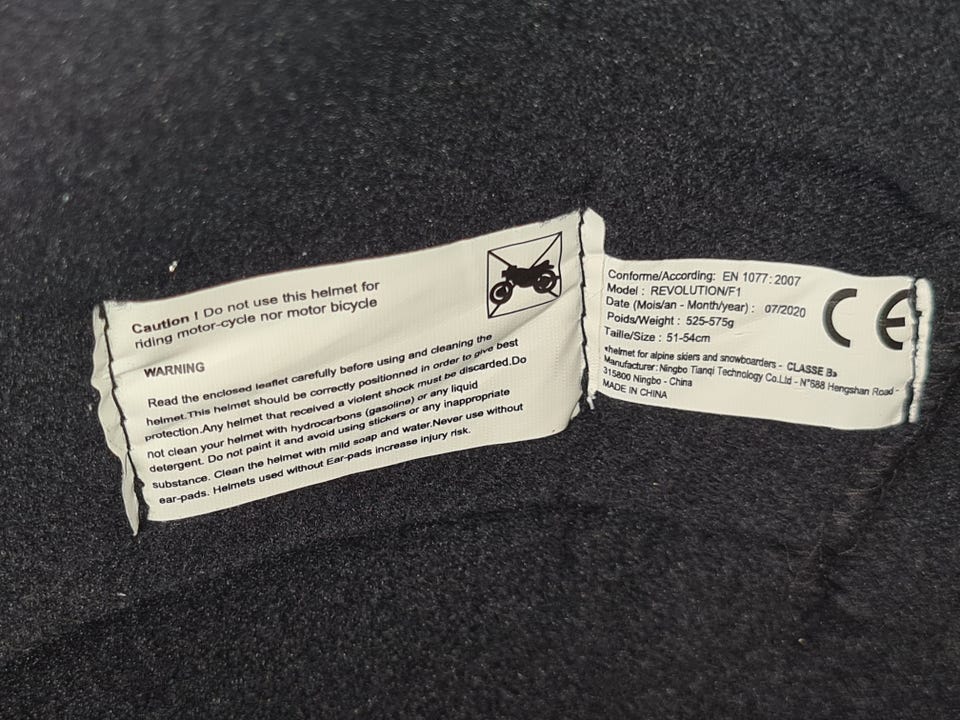 Caution ! Do not use this helmet for
riding motor-cycle nor motor bicycle
WARNING
Read the enclosed leaflet carefully before using and cleaning the
helmet.This helmet should be correctly positionned in order to give best
protection.Any helmet that received a violent shock must be discarded.Do
not clean your helmet with hydrocarbons (gasoline) or any liquid
detergent. Do not paint it and avoid using stickers or any inappropriate
substance. Clean the helmet with mild soap and water.Never use without
ear-pads. Helmets used without Ear-pads increase injury risk.
Conforme/According: EN 1077:2007
Model : REVOLUTION/F1
Date (Mois/an - Month/year) : 07/2020
Poids/Weight : 525-575g
Taille/Size : 51-54cm
CE
«helmet for alpine skiers and snowboarders - CLASSE B»
Manufacturer: Ningbo Tianqi Technology Co.Ltd - N°688 Hengshan Road -
315800 Ningbo - China
MADE IN CHINA